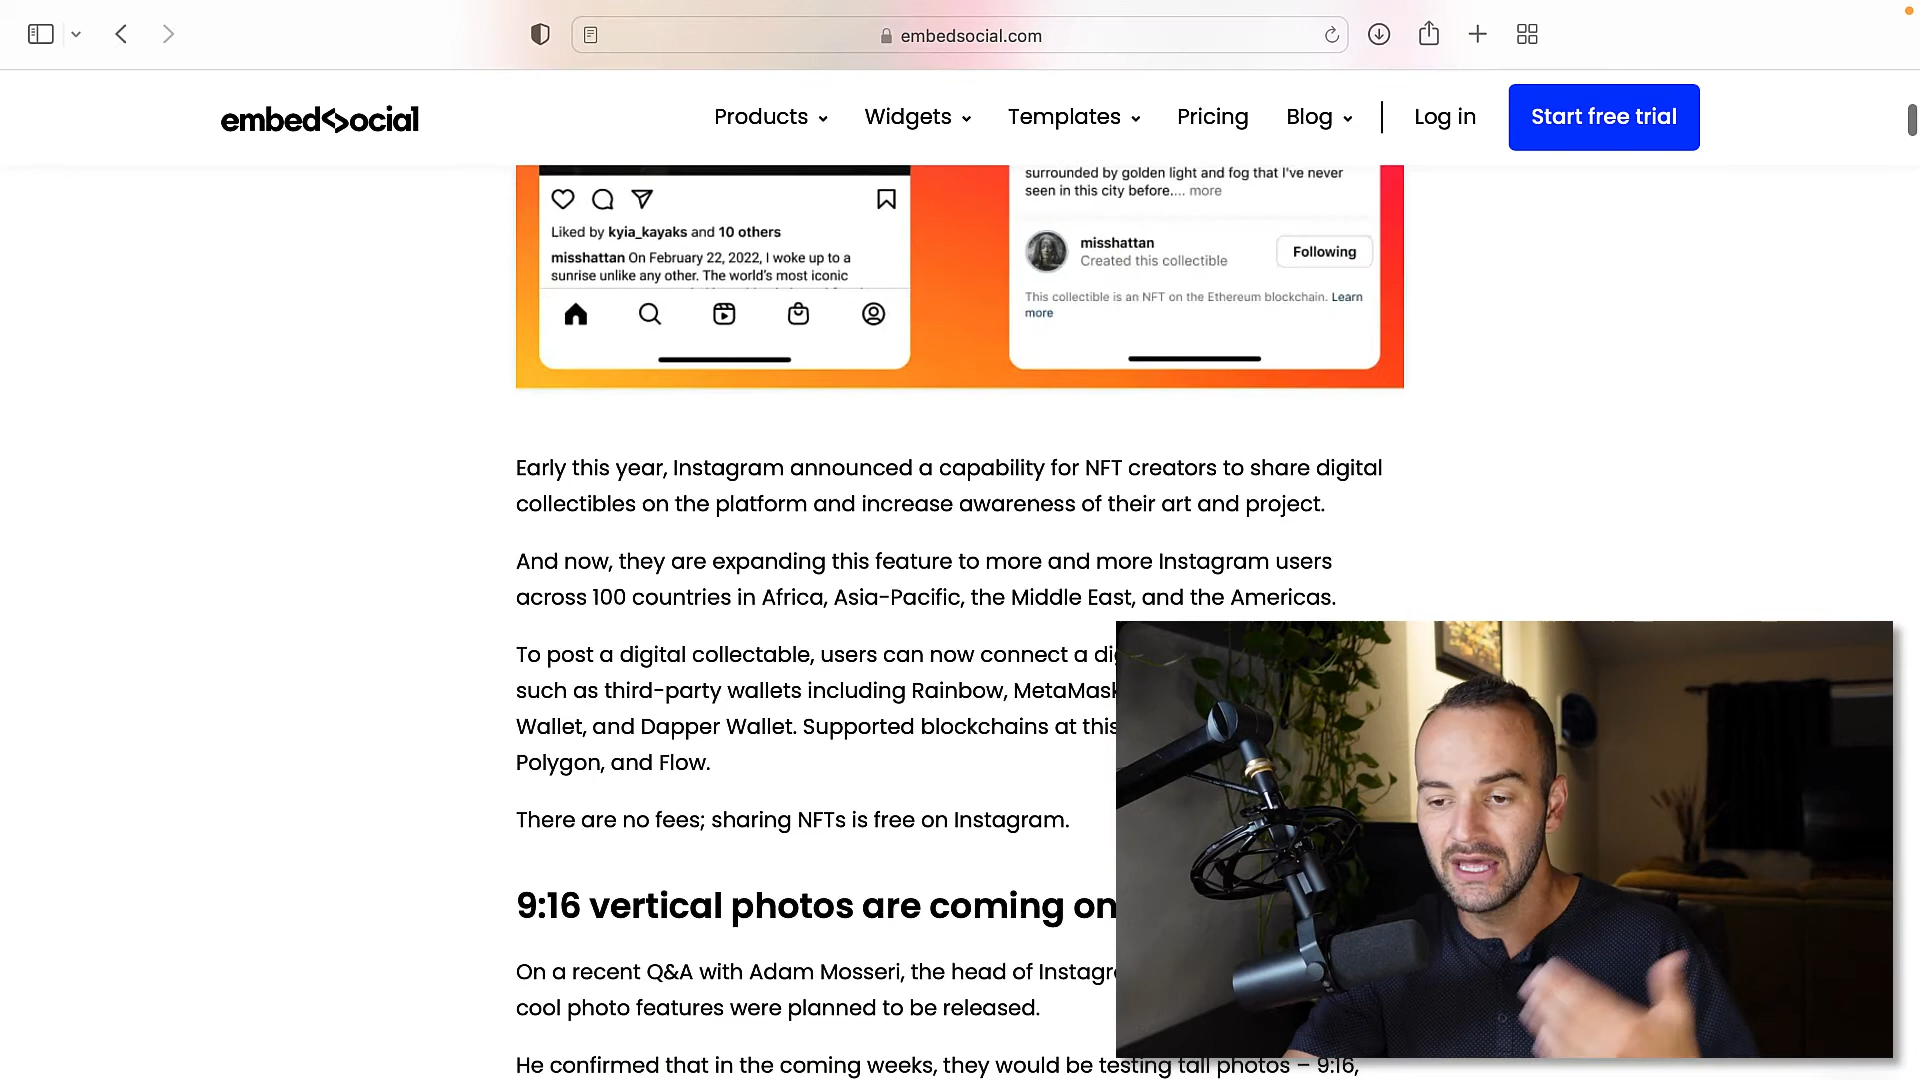 embedsocial.com
embedsocial
Products
Widgets
Templates
Pricing
Blog
Log in
Start free trial
Liked by kyia_kayaks and 10 others
misshattan On February 22, 2022, I woke up to a
sunrise unlike any other. The world's most iconic
surrounded by golden light and fog that I've never
seen in this city before.... more
misshattan
Created this collectible
Following
This collectible is an NFT on the Ethereum blockchain. Learn
more
Early this year, Instagram announced a capability for NFT creators to share digital
collectibles on the platform and increase awareness of their art and project.
And now, they are expanding this feature to more and more Instagram users
across 100 countries in Africa, Asia-Pacific, the Middle East, and the Americas.
To post a digital collectable, users can now connect a
such as third-party wallets including Rainbow, MetaMask
Wallet, and Dapper Wallet. Supported blockchains at this
Polygon, and Flow.
There are no fees; sharing NFTs is free on Instagram.
9:16 vertical photos are coming on
On a recent Q&A with Adam Mosseri, the head of
cool photo features were planned to be released.
He confirmed that in the coming weeks, they would be testing tall photos – 9:16,